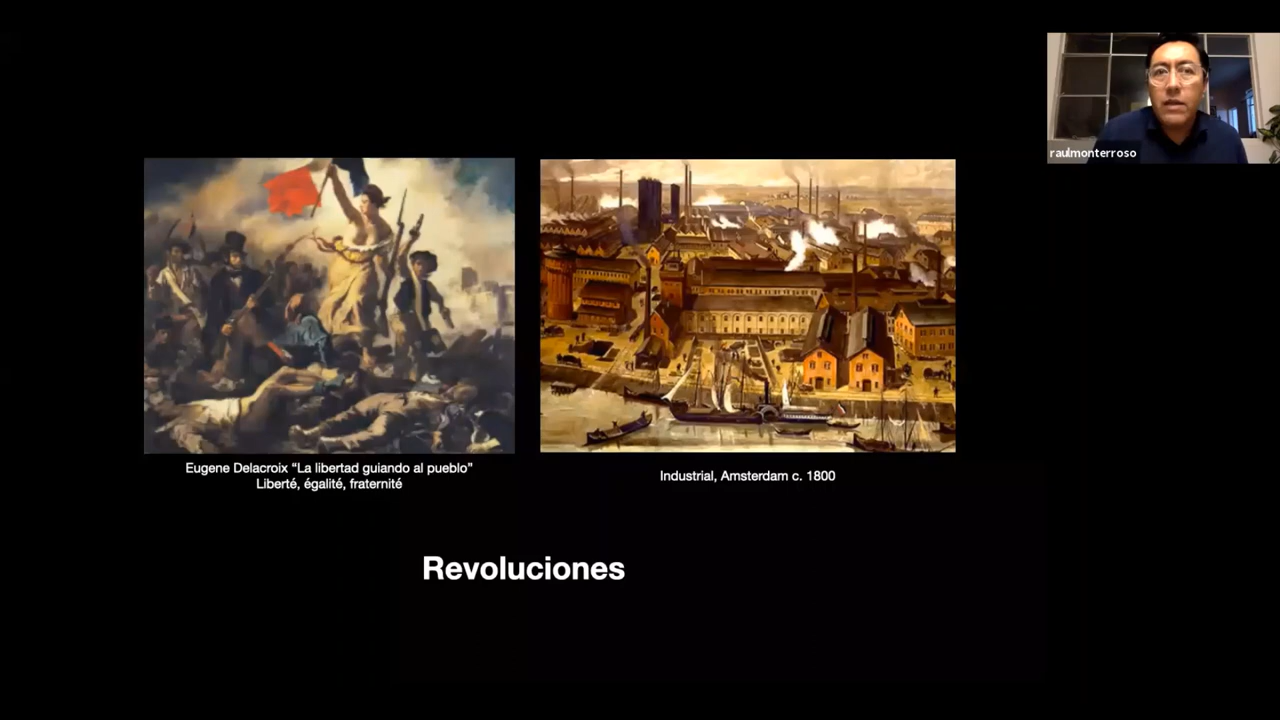 raulmonterroso
Eugene Delacroix “La libertad guiando al pueblo”
Liberté, égalité, fraternité
Industrial, Amsterdam c. 1800
Revoluciones